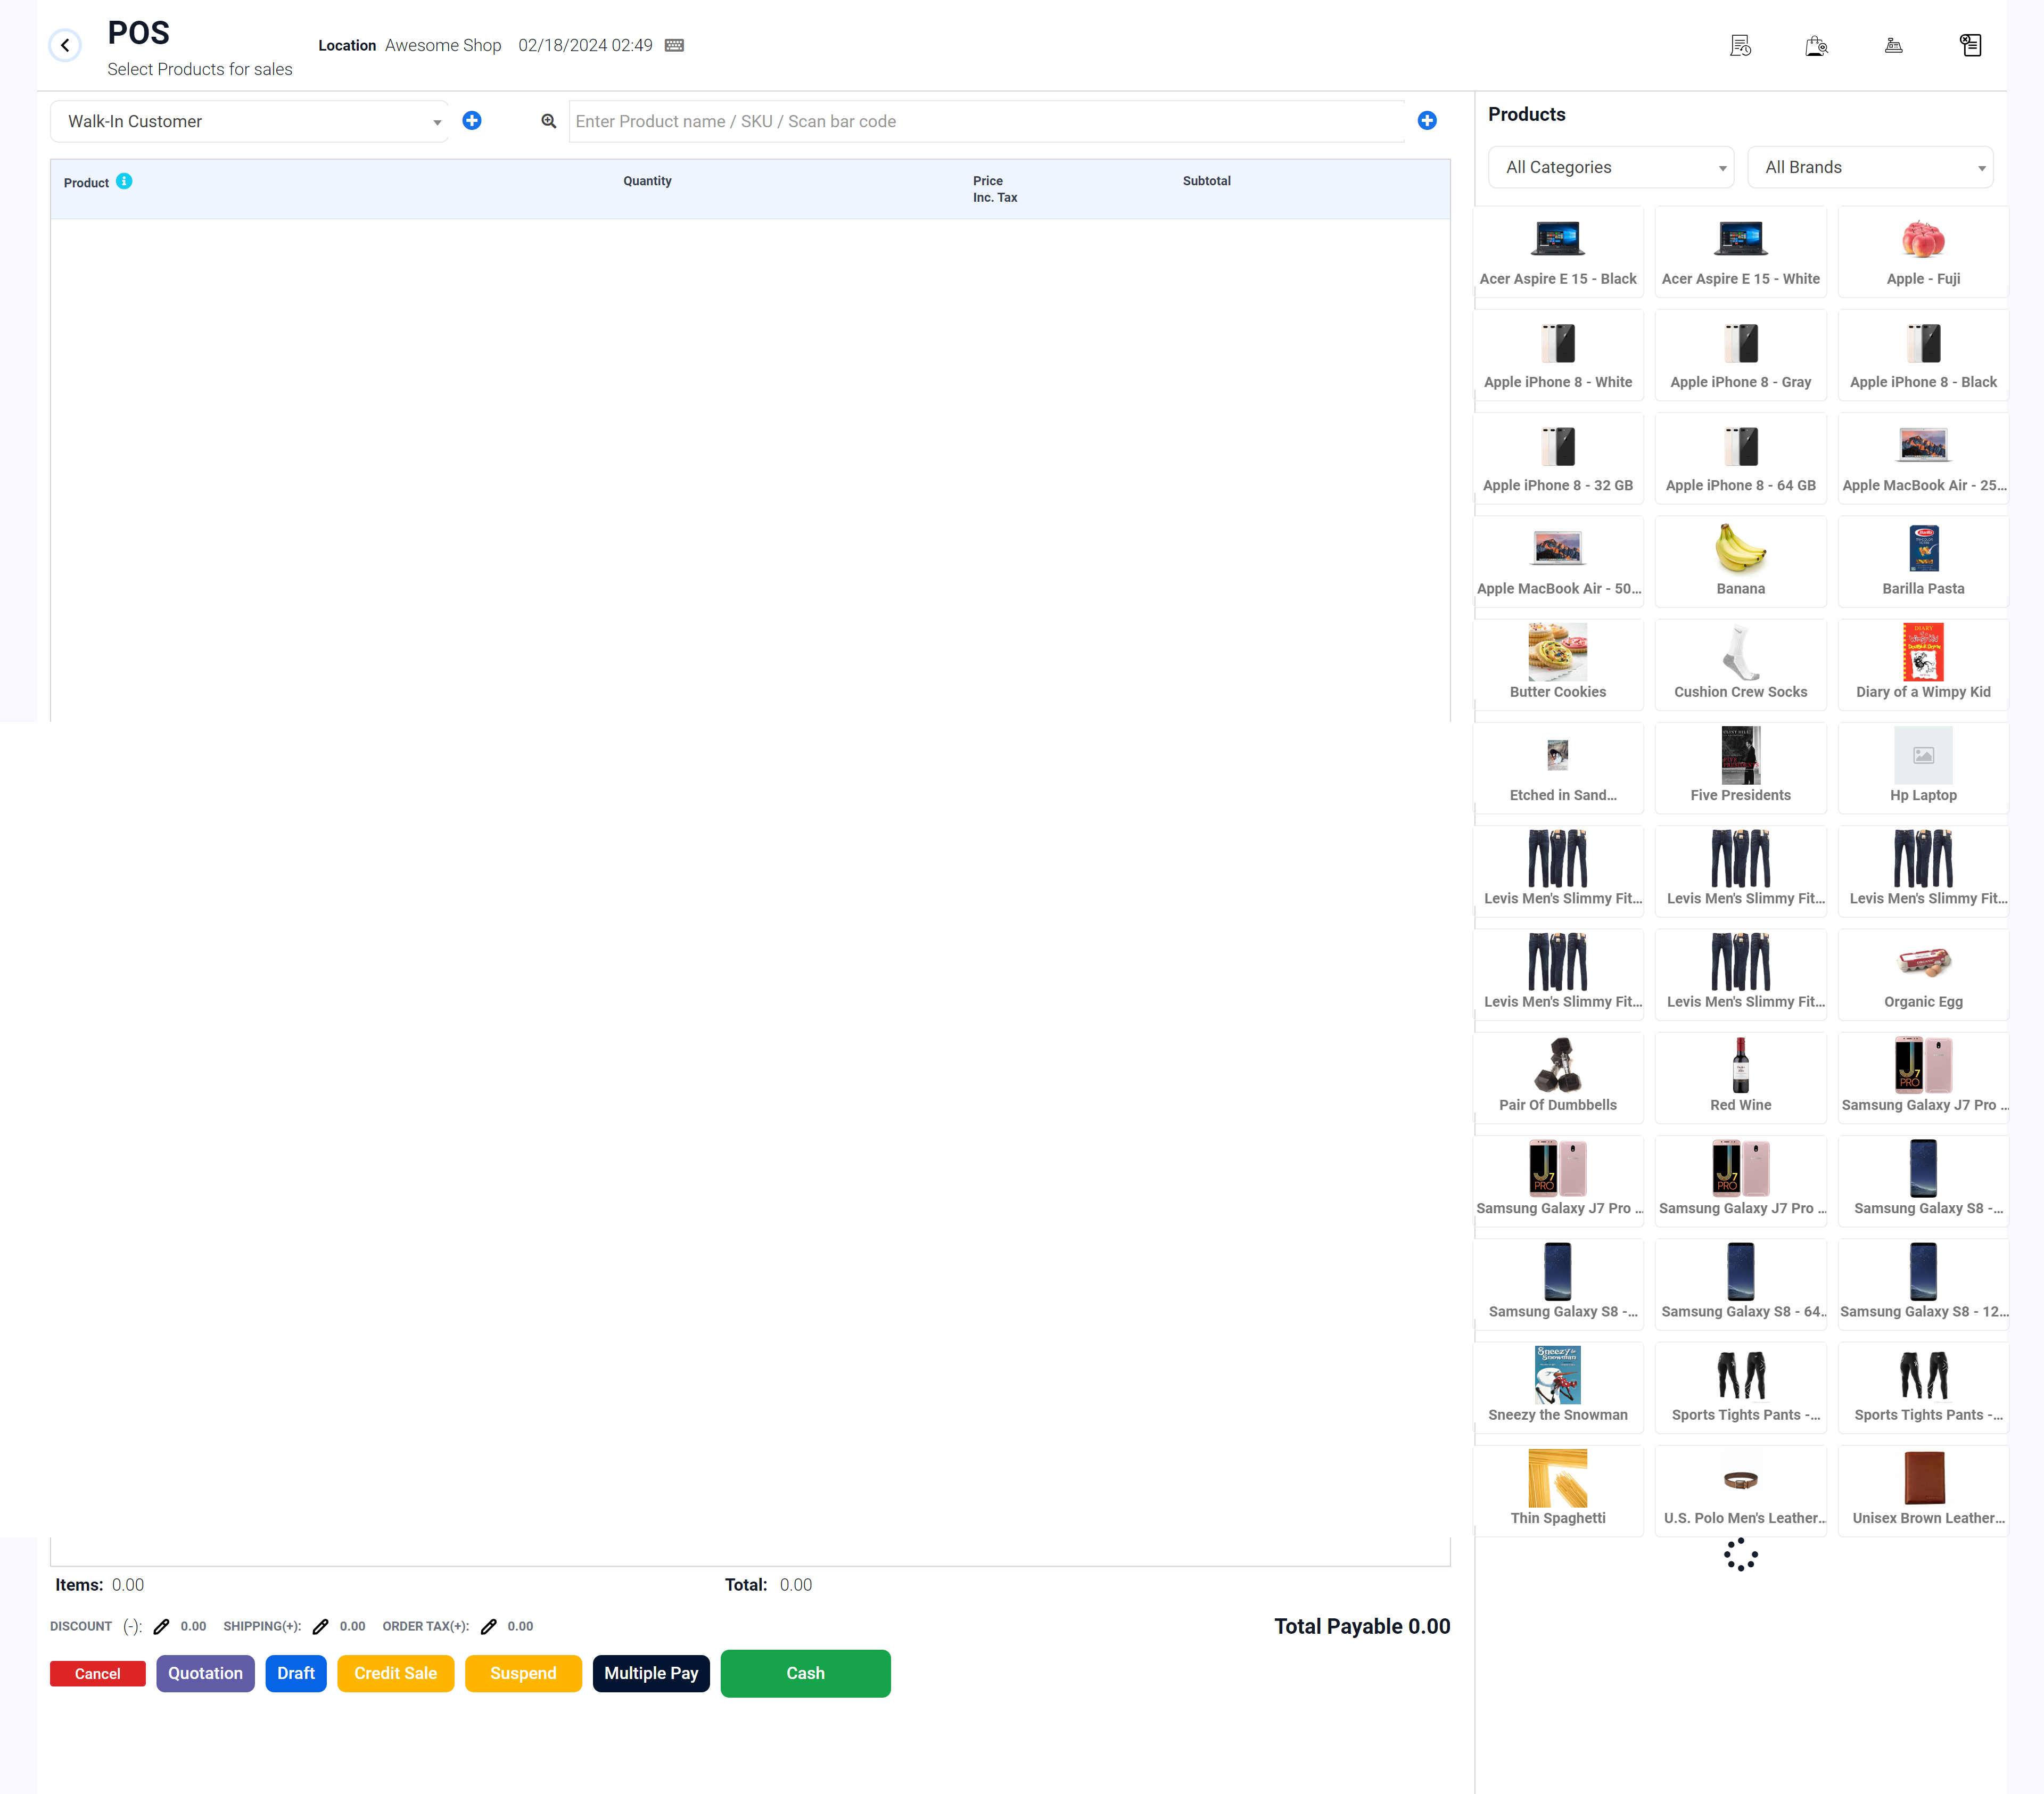 POS
Select Products for sales
Location Awesome Shop 02/18/2024 02:49
Walk-In Customer
Enter Product name / SKU / Scan bar code
Product
Quantity
Price
Inc. Tax
Subtotal
Products
All Categories
All Brands
Acer Aspire E 15 - Black
Acer Aspire E 15 - White
Apple - Fuji
Apple iPhone 8 - White
Apple iPhone 8 - Gray
Apple iPhone 8 - Black
Apple iPhone 8 - 32 GB
Apple iPhone 8 - 64 GB
Apple MacBook Air - 25...
Apple MacBook Air - 50...
Banana
Barilla Pasta
Butter Cookies
Cushion Crew Socks
DIARY
Diary of a Wimpy Kid
Etched in Sand...
Five Presidents
Hp Laptop
Levis Men's Slimmy Fit...
Levis Men's Slimmy Fit...
Levis Men's Slimmy Fit...
Levis Men's Slimmy Fit...
Levis Men's Slimmy Fit...
Organic Egg
Pair Of Dumbbells
Red Wine
J7 PRO
Samsung Galaxy J7 Pro ...
J7 PRO
Samsung Galaxy J7 Pro ...
J7 PRO
Samsung Galaxy J7 Pro ...
Samsung Galaxy S8 -...
Samsung Galaxy S8 -...
Samsung Galaxy S8 - 64..
Samsung Galaxy S8 - 12...
Sneezy the Snowman
Sneezy the Snowman
Sports Tights Pants -...
Sports Tights Pants -...
Thin Spaghetti
U.S. Polo Men's Leather...
Unisex Brown Leather...
Items: 0.00
Total: 0.00
DISCOUNT (-): 0.00 SHIPPING(+): 0.00 ORDER TAX(+): 0.00
Total Payable 0.00
Cancel
Quotation
Draft
Credit Sale
Suspend
Multiple Pay
Cash